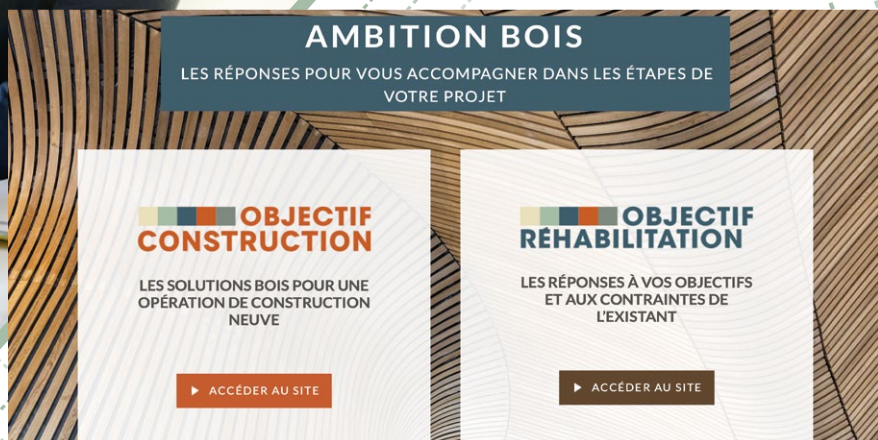 AMBITION BOIS
LES RÉPONSES POUR VOUS ACCOMPAGNER DANS LES ÉTAPES DE
VOTRE PROJET
OBJECTIF
CONSTRUCTION
LES SOLUTIONS BOIS POUR UNE
OPÉRATION DE CONSTRUCTION
NEUVE
ACCÉDER AU SITE
OBJECTIF
RÉHABILITATION
LES RÉPONSES À VOS OBJECTIFS
ET AUX CONTRAINTES DE
L'EXISTANT
ACCÉDER AU SITE